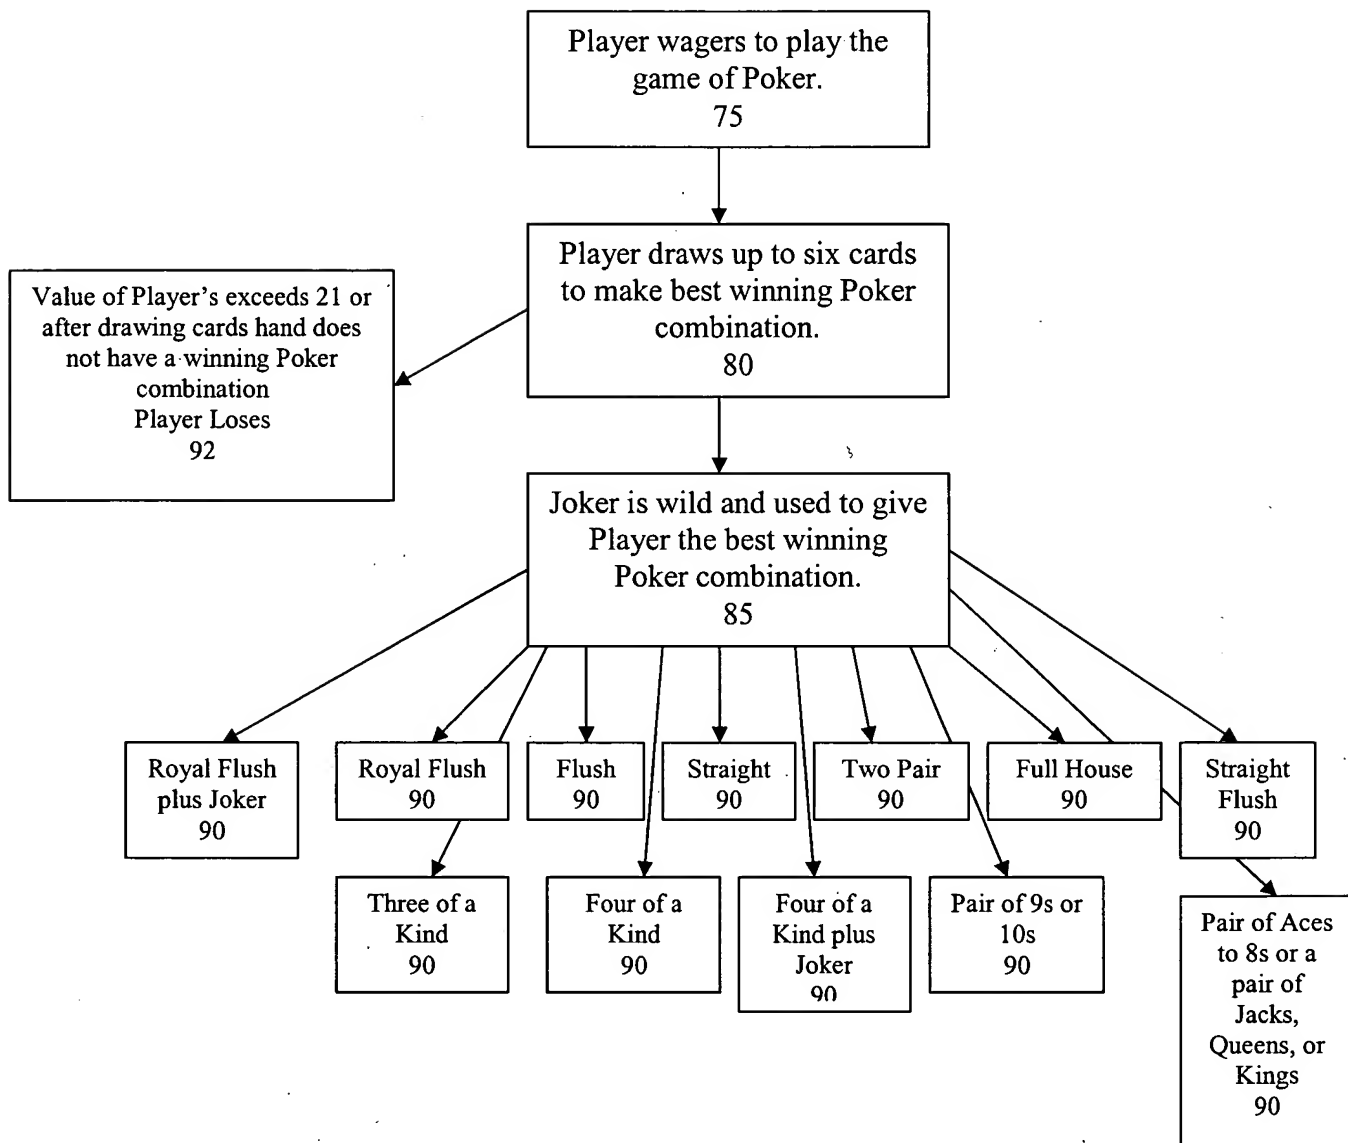 Player wagers to play the
game of Poker.
75
Player draws up to six cards
to make best winning Poker
combination.
80
Value of Player's exceeds 21 or
after drawing cards hand does
not have a winning Poker
combination
Player Loses
92
Joker is wild and used to give
Player the best winning
Poker combination.
85
Royal Flush
plus Joker
90
Royal Flush
90
Flush
90
Straight
90
Two Pair
90
Full House
90
Straight
Flush
90
Three of a
Kind
90
Four of a
Kind
90
Four of a
Kind plus
Joker
90
Pair of 9s or
10s
90
Pair of Aces
to 8s or a
pair of
Jacks,
Queens, or
Kings
90